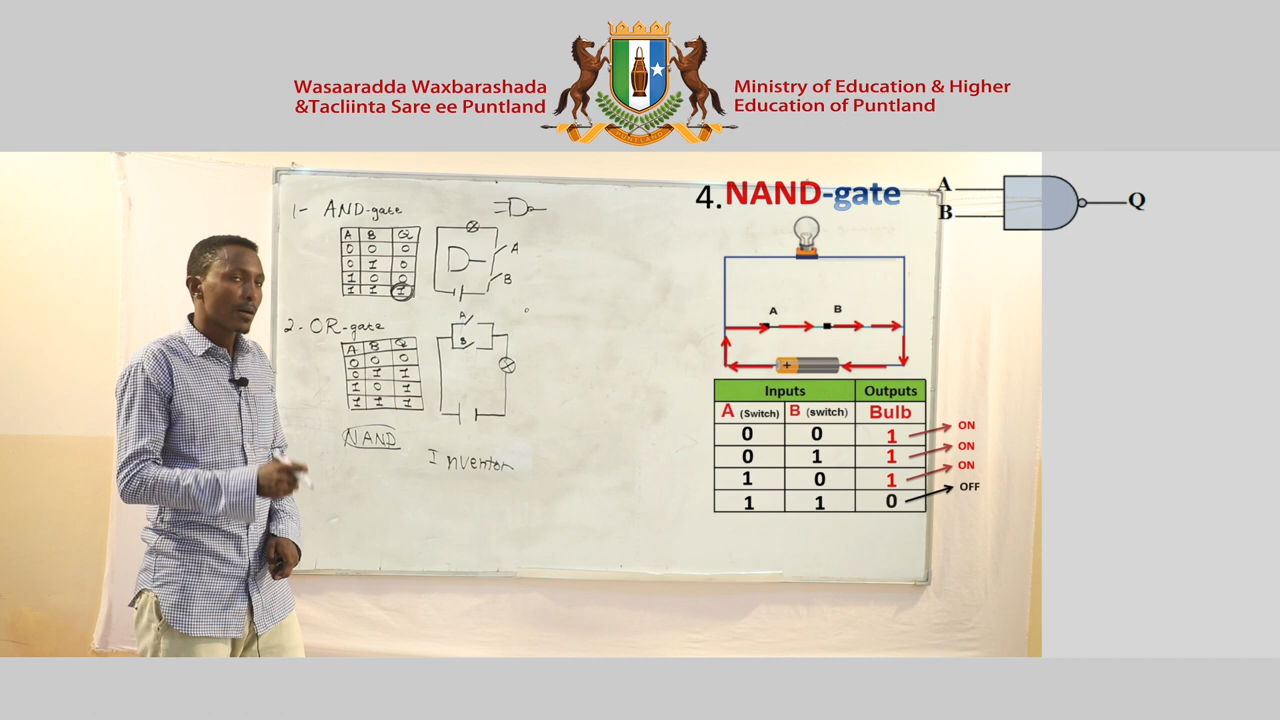 Wasaaradda Waxbarashada
&Tacliinta Sare ee Puntland
PUNTLAND
Ministry of Education & Higher
Education of Puntland
1- AND-gate
A B Q
0 0 0
0 1 0
1 0 0
1 1 1
A
B
2- OR-gate
A B Q
0 0 0
0 1 1
1 0 1
1 1 1
A
B
NAND
Inventor
4. NAND-gate
A
B
Q
A
B
+
Inputs Outputs
A (Switch) B (switch) Bulb
0 0 1 ON
0 1 1 ON
1 0 1 ON
1 1 0 OFF